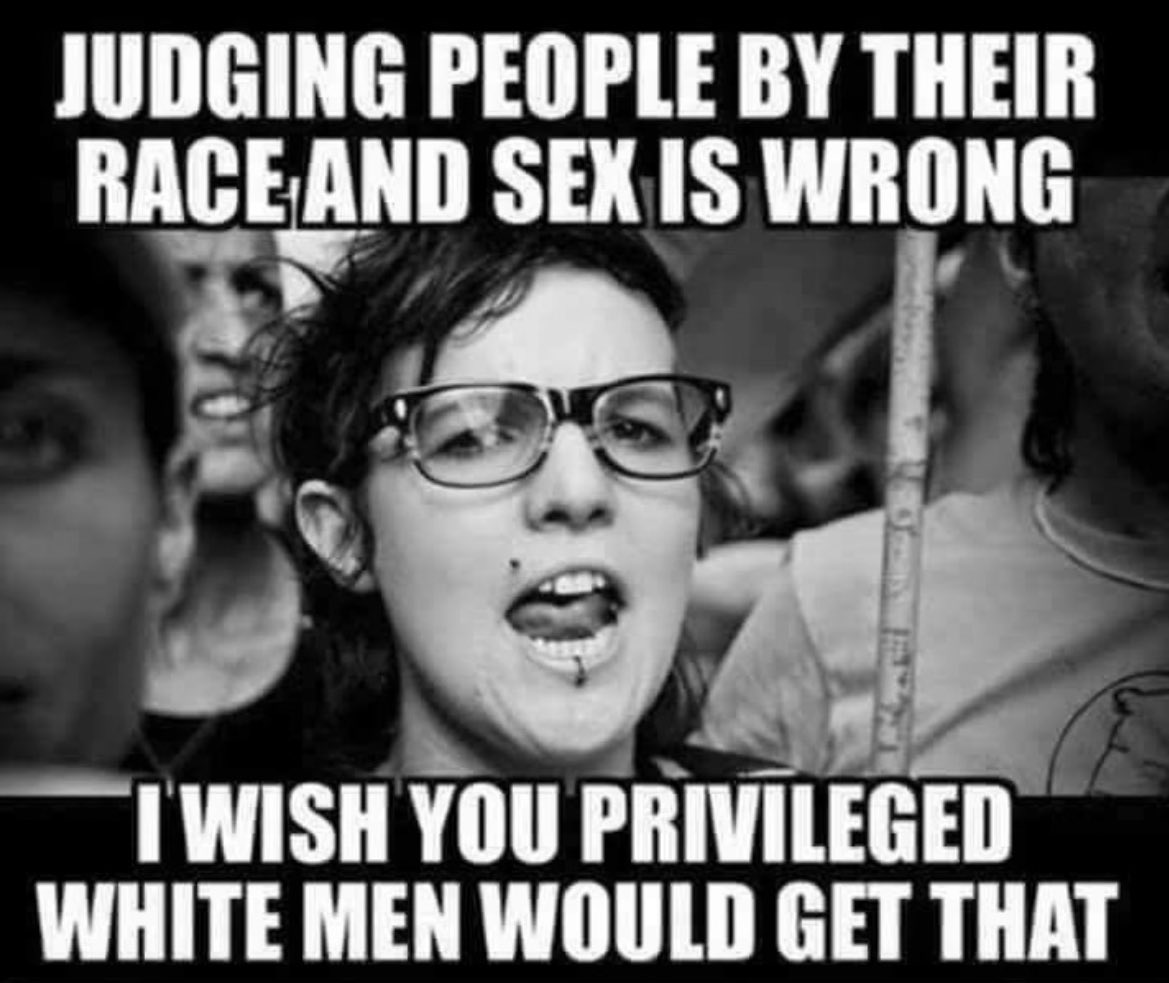 JUDGING PEOPLE BY THEIR
RACE AND SEX IS WRONG
I WISH YOU PRIVILEGED
WHITE MEN WOULD GET THAT